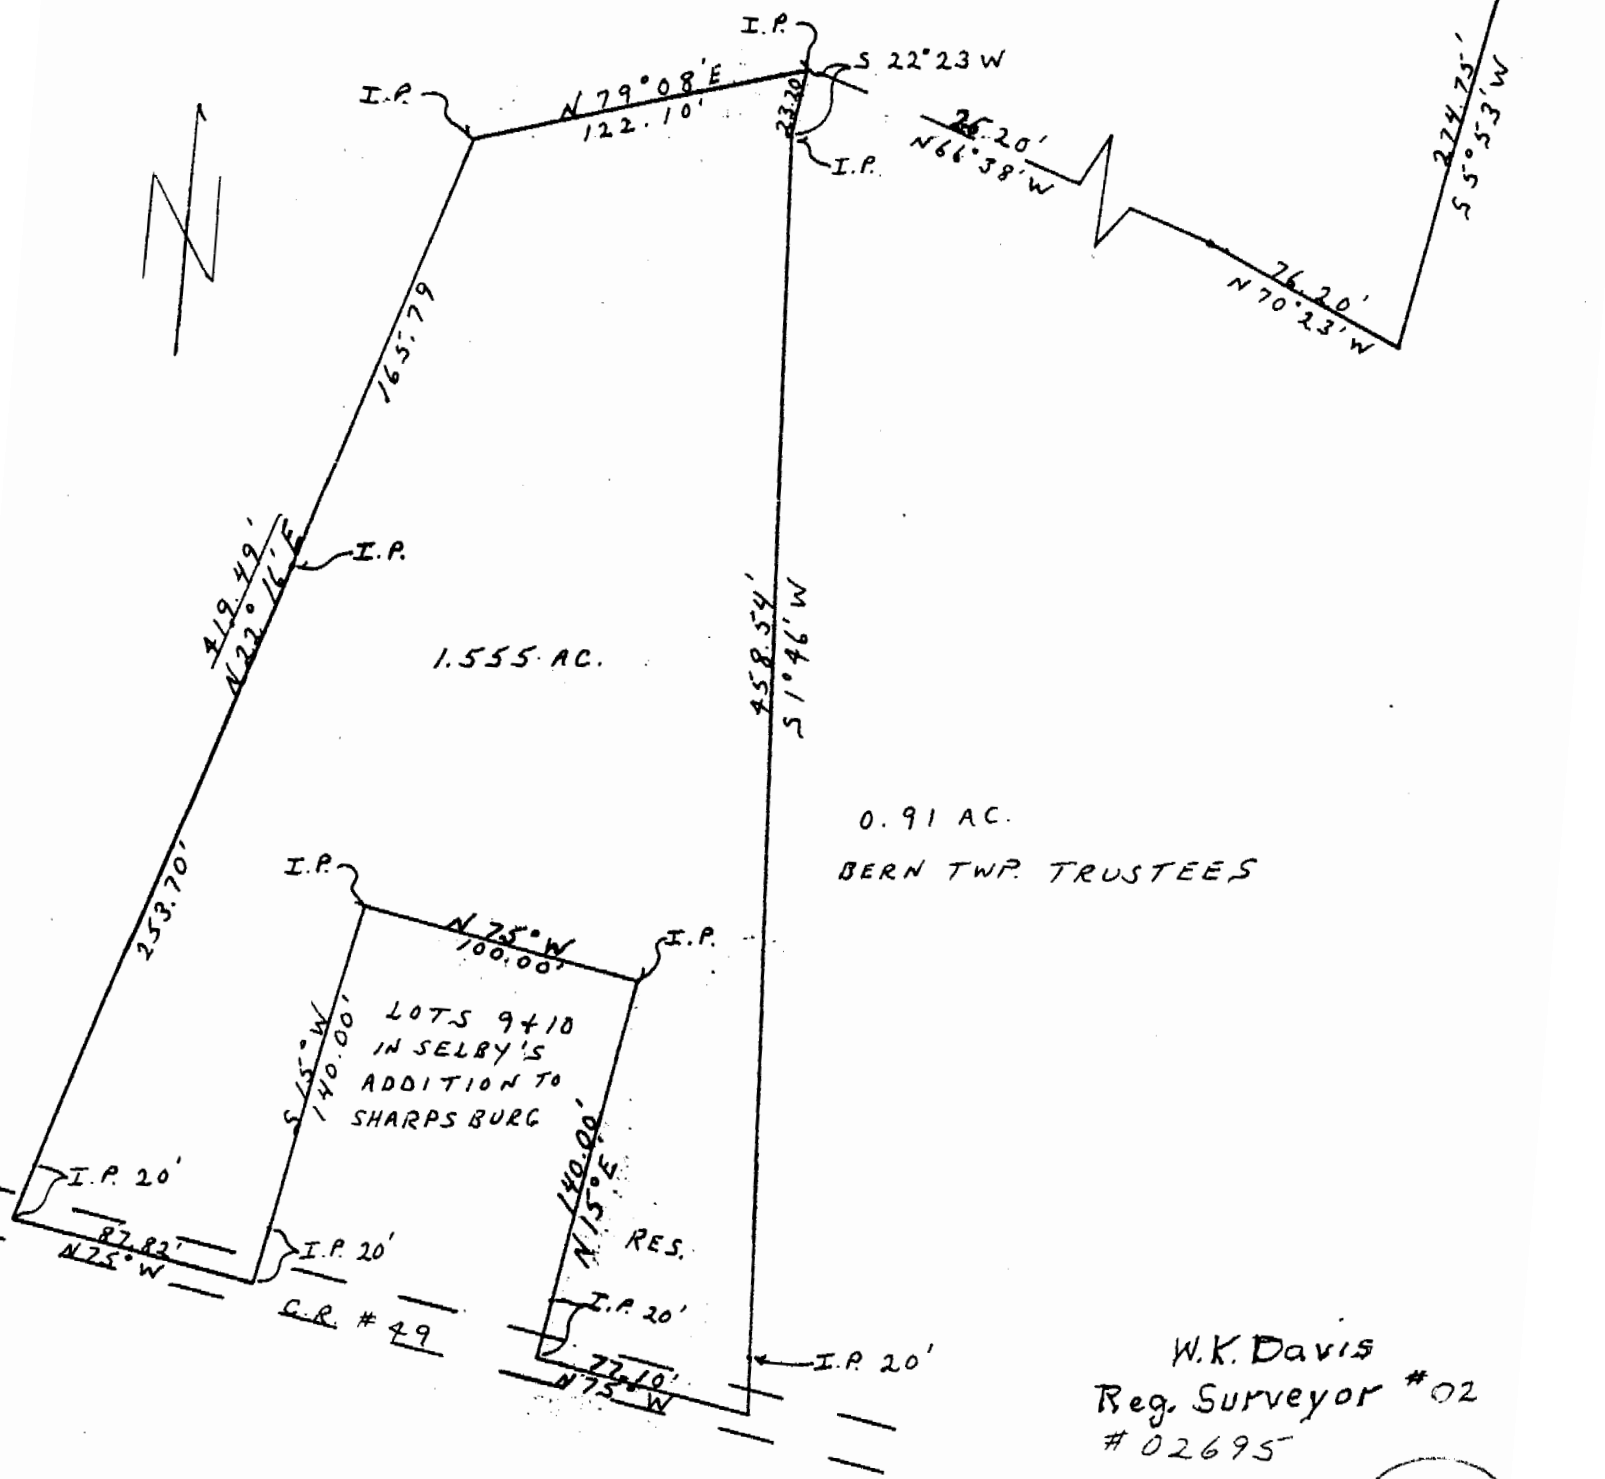 I.P.
S 22°23 W
I.P.
N 79°08' E
122.10'
23.20
I.P.
26.20'
N 66°38' W
274.75'
S 5°53' W
76.20'
N 70°23' W
N
165.79
419.49'
N 22° 16' E
I.P.
1.555 AC.
458.54'
S 1°46' W
0.91 AC.
BERN TWP. TRUSTEES
253.70'
I.P.
N 75° W
100.00'
I.P.
S 15° W
140.00'
LOTS 9+10
IN SELBY'S
ADDITION TO
SHARPSBURG
140.00'
N 15° E
I.P. 20'
87.82'
N 75° W
I.P. 20'
RES.
C.R. # 49
I.P. 20'
77.10'
N 75° W
I.P. 20'
W.K. Davis
Reg. Surveyor #02
# 02695